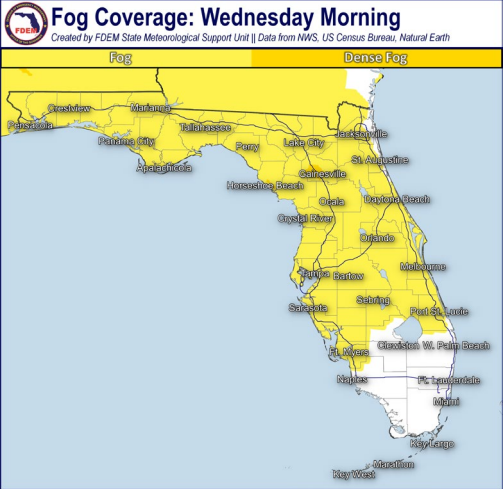 FDEM
Fog Coverage: Wednesday Morning
Created by FDEM State Meteorological Support Unit || Data from NWS, US Census Bureau, Natural Earth
Fog Dense Fog
Crestview Marianna
Pensacola Tallahassee Jacksonville
Panama City Perry Lake City
St. Augustine
Apalachicola Gainesville
Horseshoe Beach
Ocala Daytona Beach
Crystal River
Orlando
Melbourne
Tampa Bartow
Sebring
Sarasota Port St. Lucie
Clewiston W. Palm Beach
Ft. Myers
Naples Ft. Lauderdale
Miami
Key Largo
Marathon
Key West